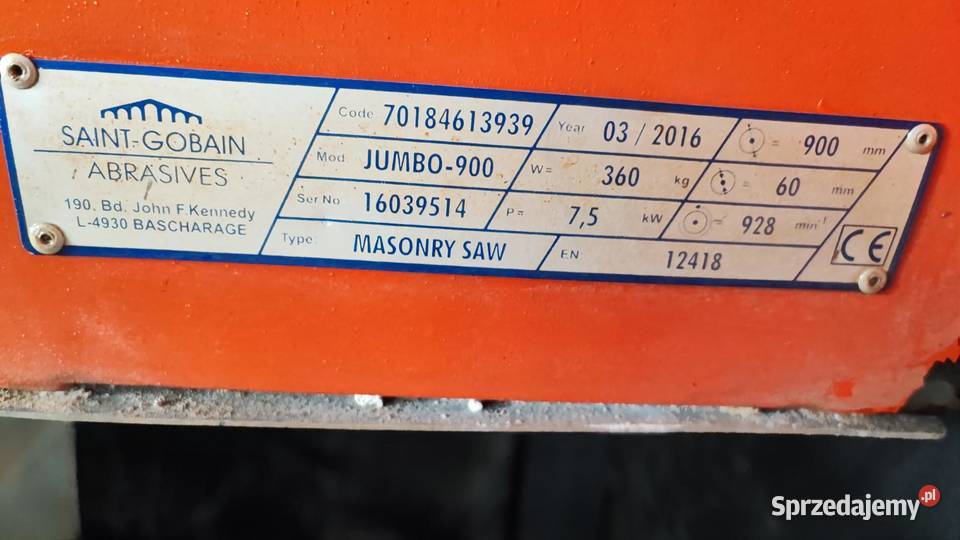 SAINT-GOBAIN
ABRASIVES
190. Bd. John F.Kennedy
L-4930 BASCHARAGE
Code 70184613939 Year 03 / 2016 = 900 mm
Mod JUMBO-900 W= 360 kg = 60 mm
Ser No 16039514 P= 7,5 kW = 928 min-1
Type: MASONRY SAW EN 12418 CE
Sprzedajemy.pl